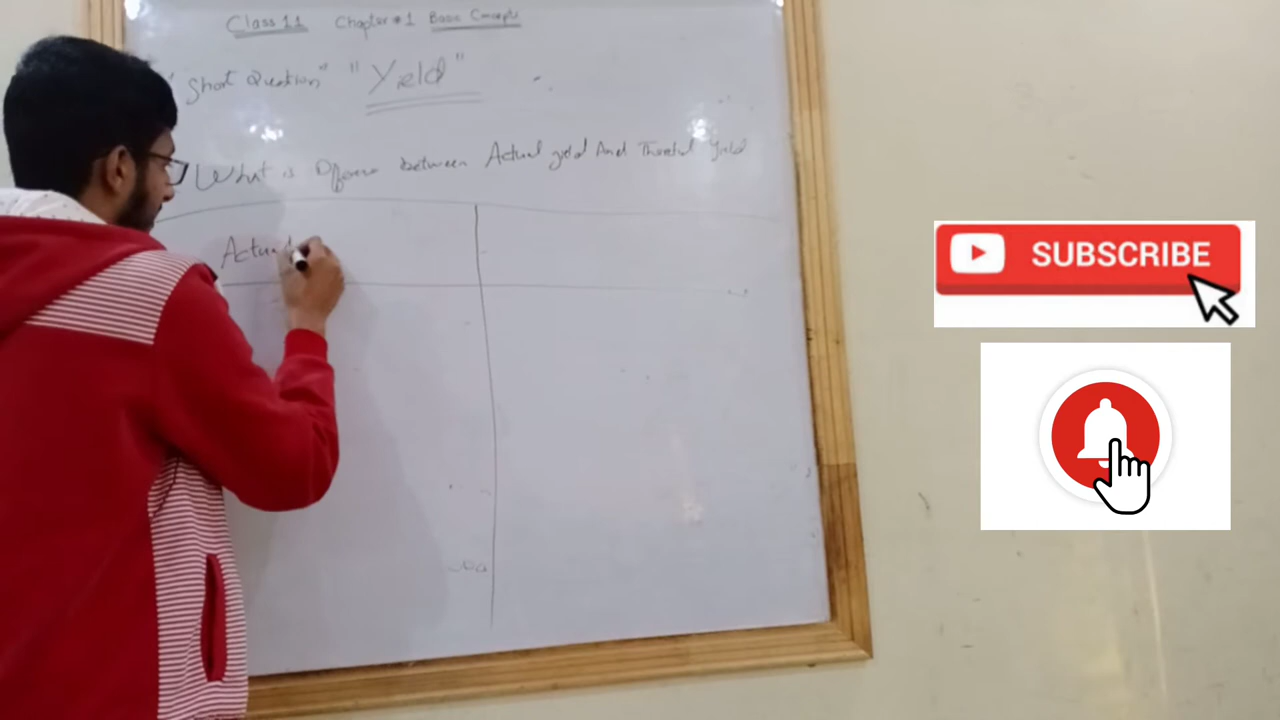 Class 11 Chapter # 1 Basic Concepts
"Short Question" "Yield"
What is Difference between Actual yield And Yield
Actual
SUBSCRIBE